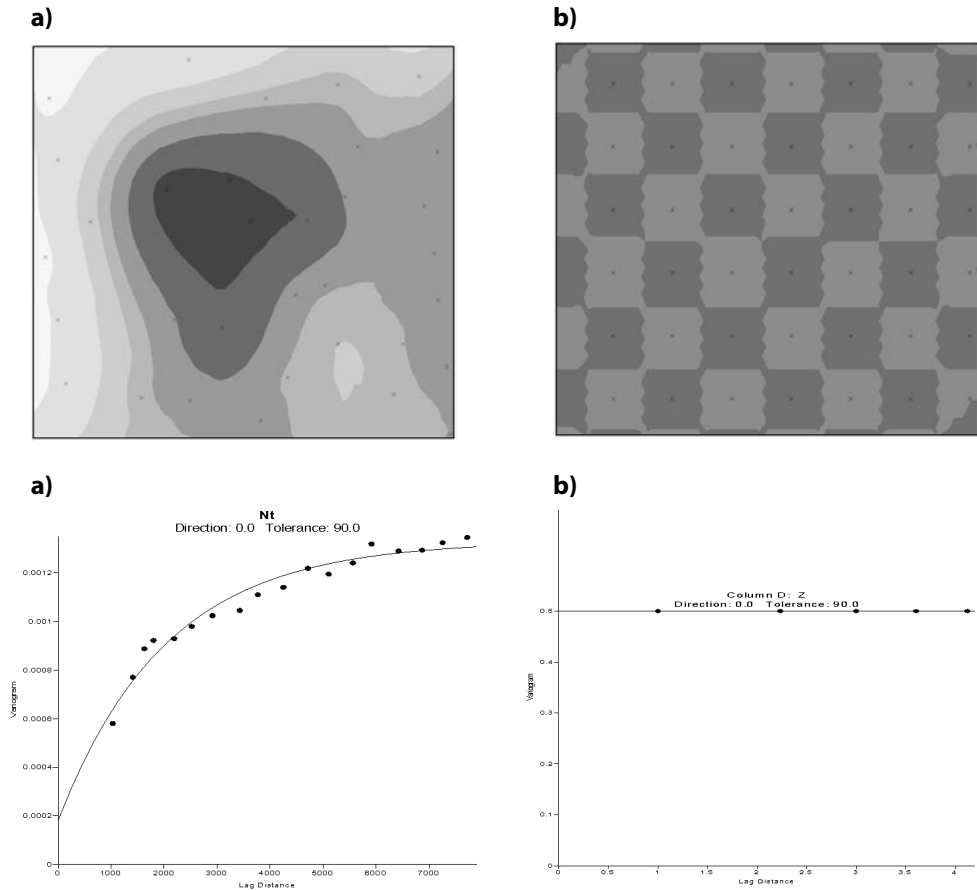 a)
b)
a)
Nt
Direction: 0.0 Tolerance: 90.0
Variogram
0.0012
0.001
0.0008
0.0006
0.0004
0.0002
0
0 1000 2000 3000 4000 5000 6000 7000
Lag Distance
b)
Column D: Z
Direction: 0.0 Tolerance: 90.0
Variogram
0.5
0.4
0.3
0.2
0.1
0
0 0.5 1 1.5 2 2.5 3 3.5 4
Lag Distance